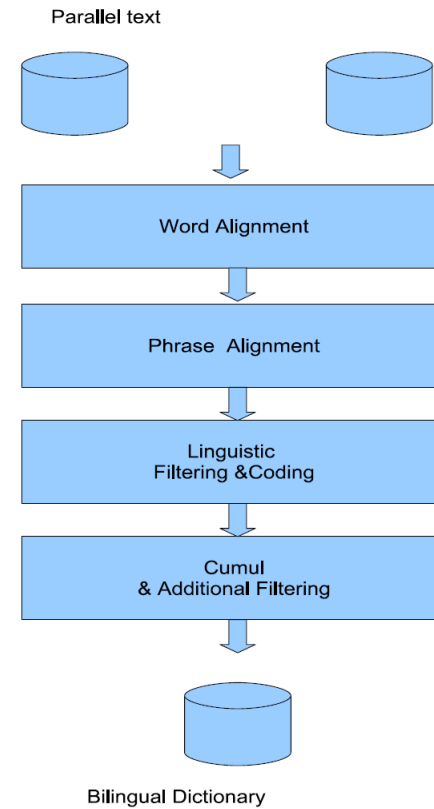 Parallel text
Word Alignment
Phrase Alignment
Linguistic
Filtering &Coding
Cumul
& Additional Filtering
Bilingual Dictionary